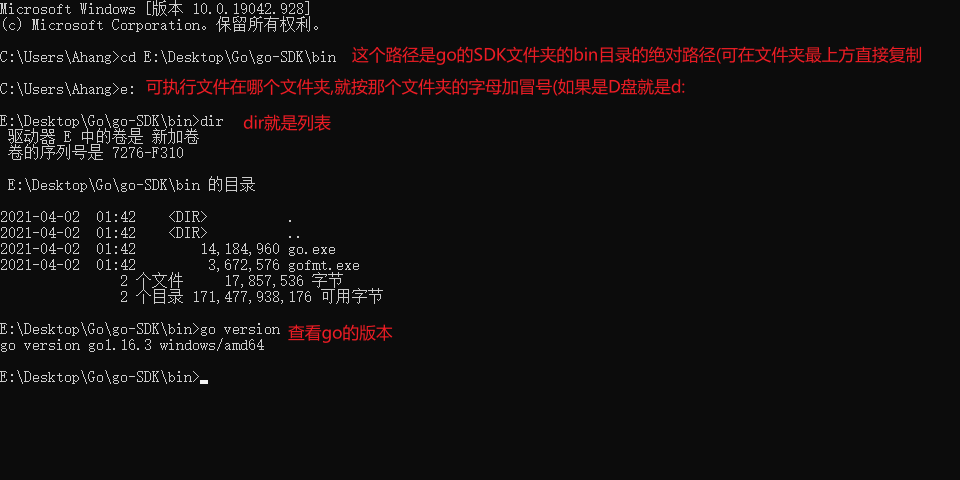 Microsoft Windows [版本 10.0.19042.928]
(c) Microsoft Corporation。保留所有权利。
C:\Users\Ahang>cd E:\Desktop\Go\go-SDK\bin 这个路径是go的SDK文件夹的bin目录的绝对路径(可在文件夹最上方直接复制
C:\Users\Ahang>e: 可执行文件在哪个文件夹,就按那个文件夹的字母加冒号(如果是D盘就是d:
E:\Desktop\Go\go-SDK\bin>dir dir就是列表
驱动器 E 中的卷是 新加卷
卷的序列号是 7276-F310
E:\Desktop\Go\go-SDK\bin 的目录
2021-04-02 01:42 <DIR> .
2021-04-02 01:42 <DIR> ..
2021-04-02 01:42 14,184,960 go.exe
2021-04-02 01:42 3,672,576 gofmt.exe
2 个文件 17,857,536 字节
2 个目录 171,477,938,176 可用字节
E:\Desktop\Go\go-SDK\bin>go version 查看go的版本
go version go1.16.3 windows/amd64
E:\Desktop\Go\go-SDK\bin>